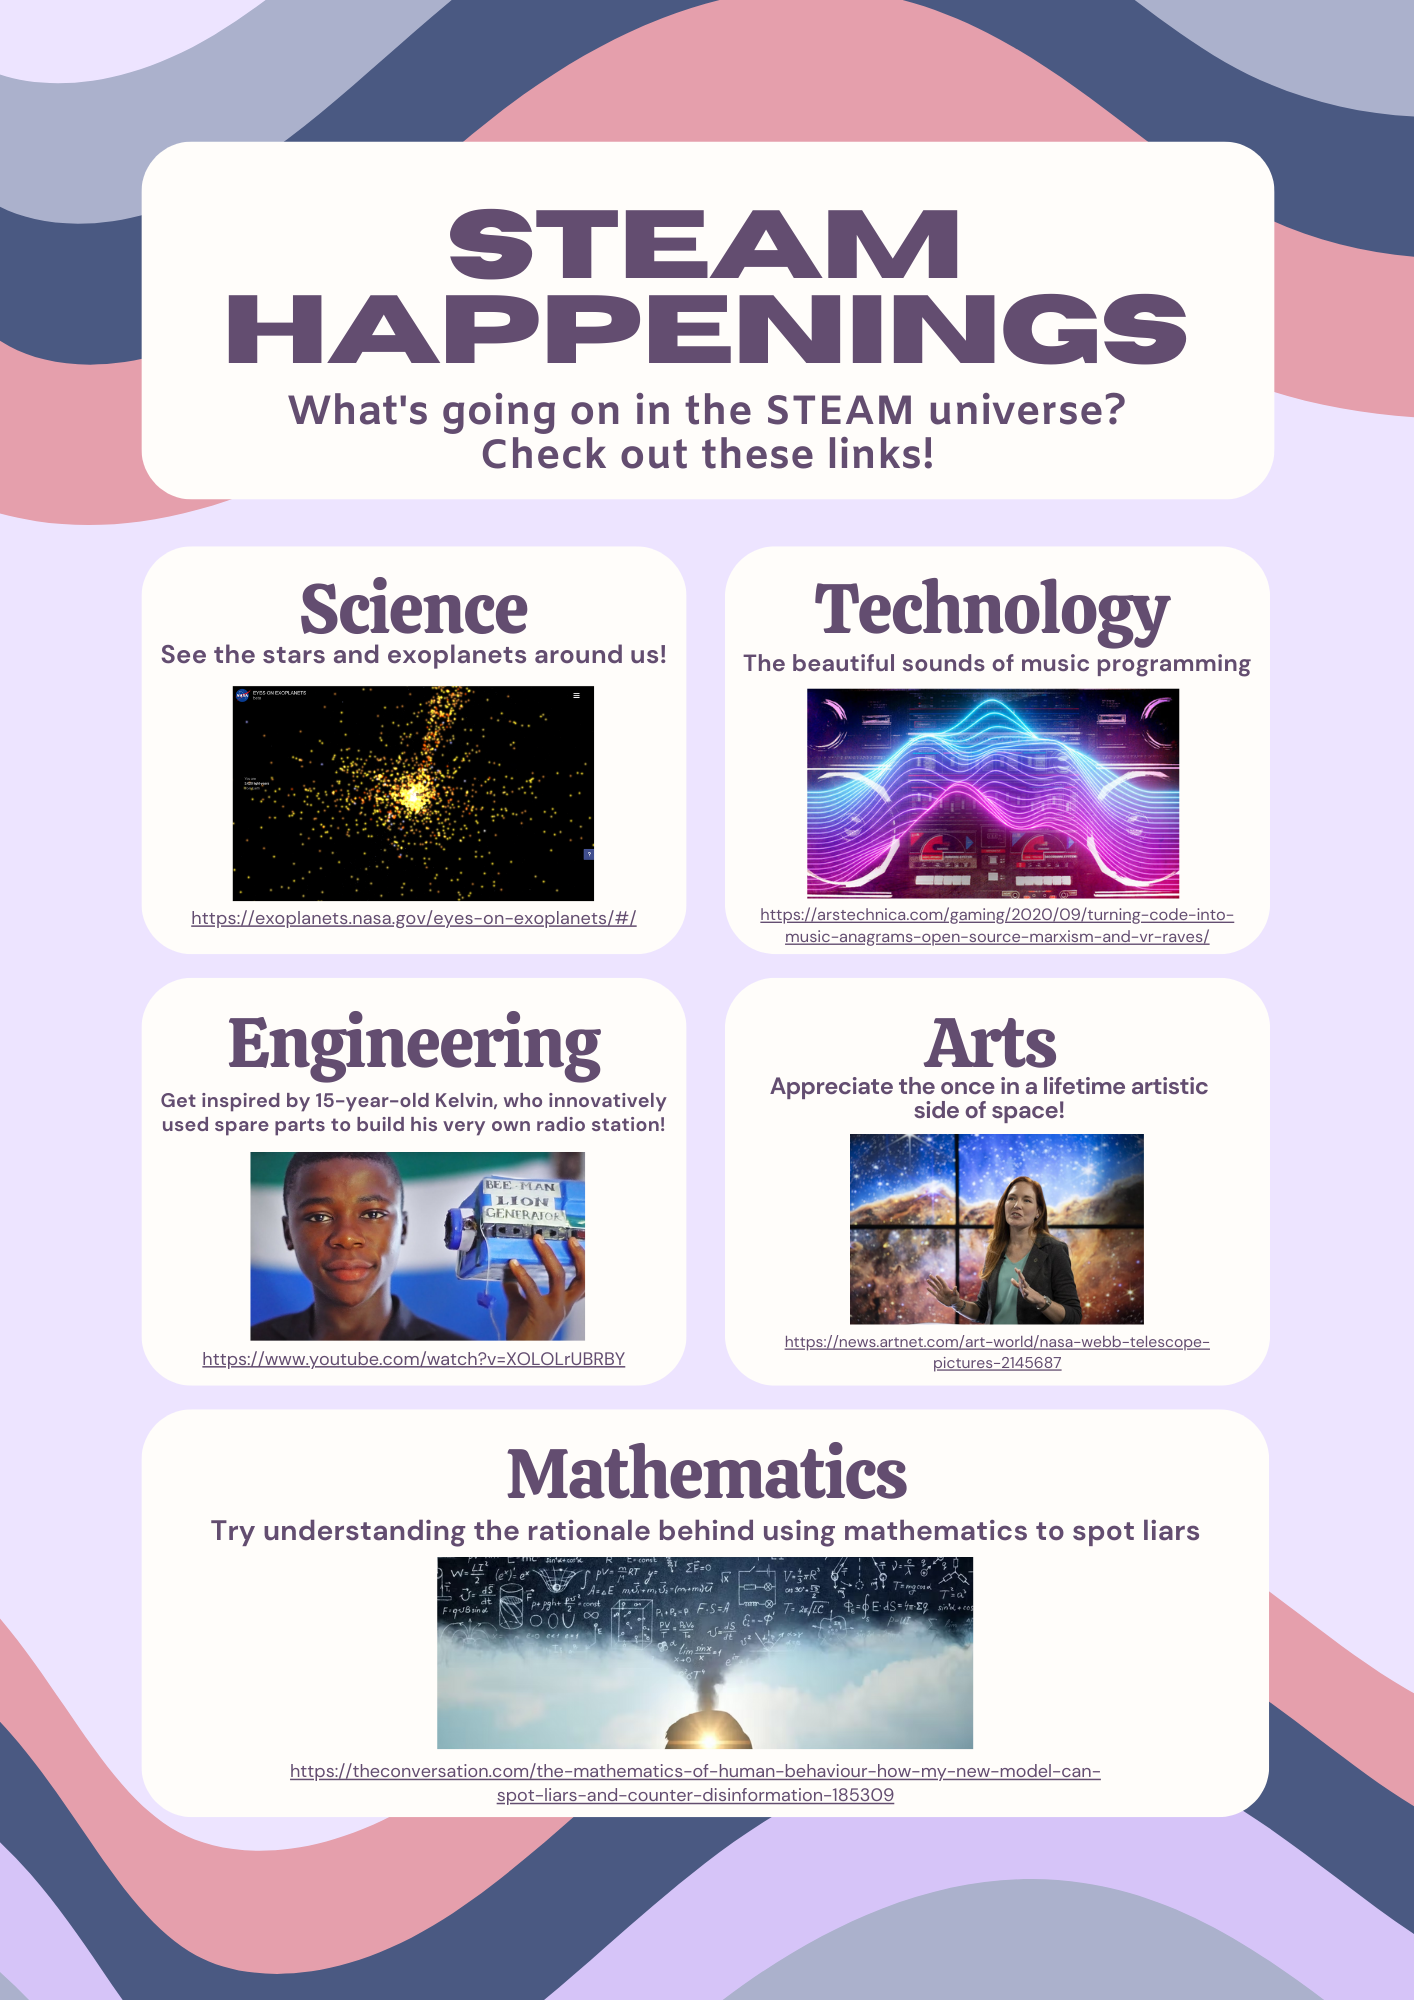 STEAM
HAPPENINGS
What's going on in the STEAM universe?
Check out these links!
Science
See the stars and exoplanets around us!
NASA
EYES ON EXOPLANETS
https://exoplanets.nasa.gov/eyes-on-exoplanets/#/
Technology
The beautiful sounds of music programming
https://arstechnica.com/gaming/2020/09/turning-code-into-
music-anagrams-open-source-marxism-and-vr-raves/
Engineering
Get inspired by 15-year-old Kelvin, who innovatively
used spare parts to build his very own radio station!
BEE-MAN
LION
GENERATOR
https://www.youtube.com/watch?v=XOLOLrUBRBY
Arts
Appreciate the once in a lifetime artistic
side of space!
https://news.artnet.com/art-world/nasa-webb-telescope-
pictures-2145687
Mathematics
Try understanding the rationale behind using mathematics to spot liars
https://theconversation.com/the-mathematics-of-human-behaviour-how-my-new-model-can-
spot-liars-and-counter-disinformation-185309